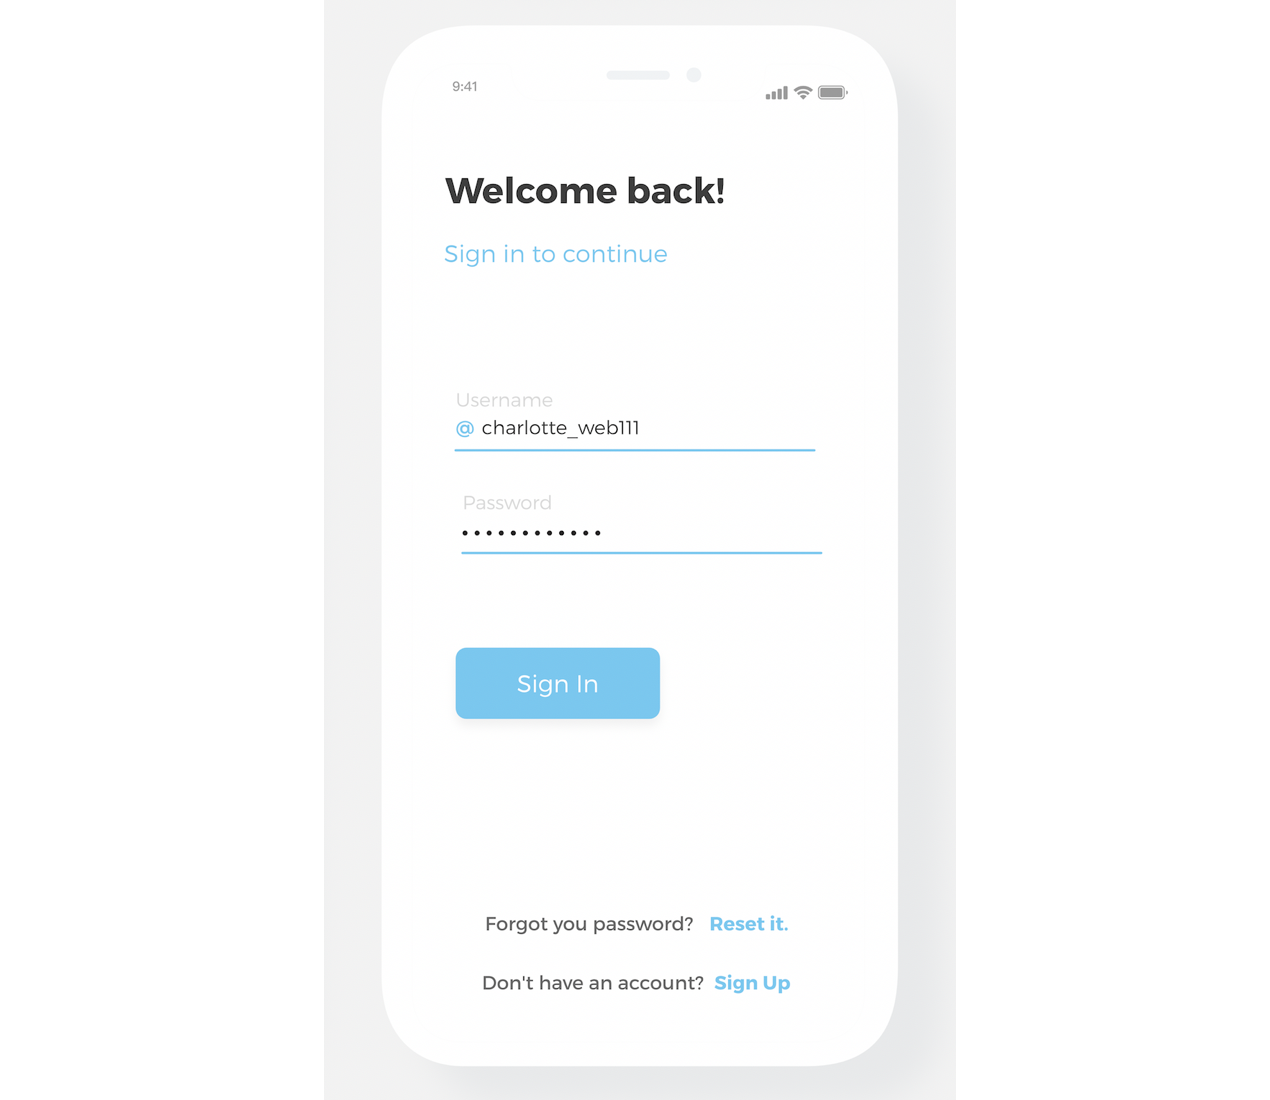 9:41
Welcome back!
Sign in to continue
Username
@ charlotte_web111
Password
••••••••••••
Sign In
Forgot you password? Reset it.
Don't have an account? Sign Up